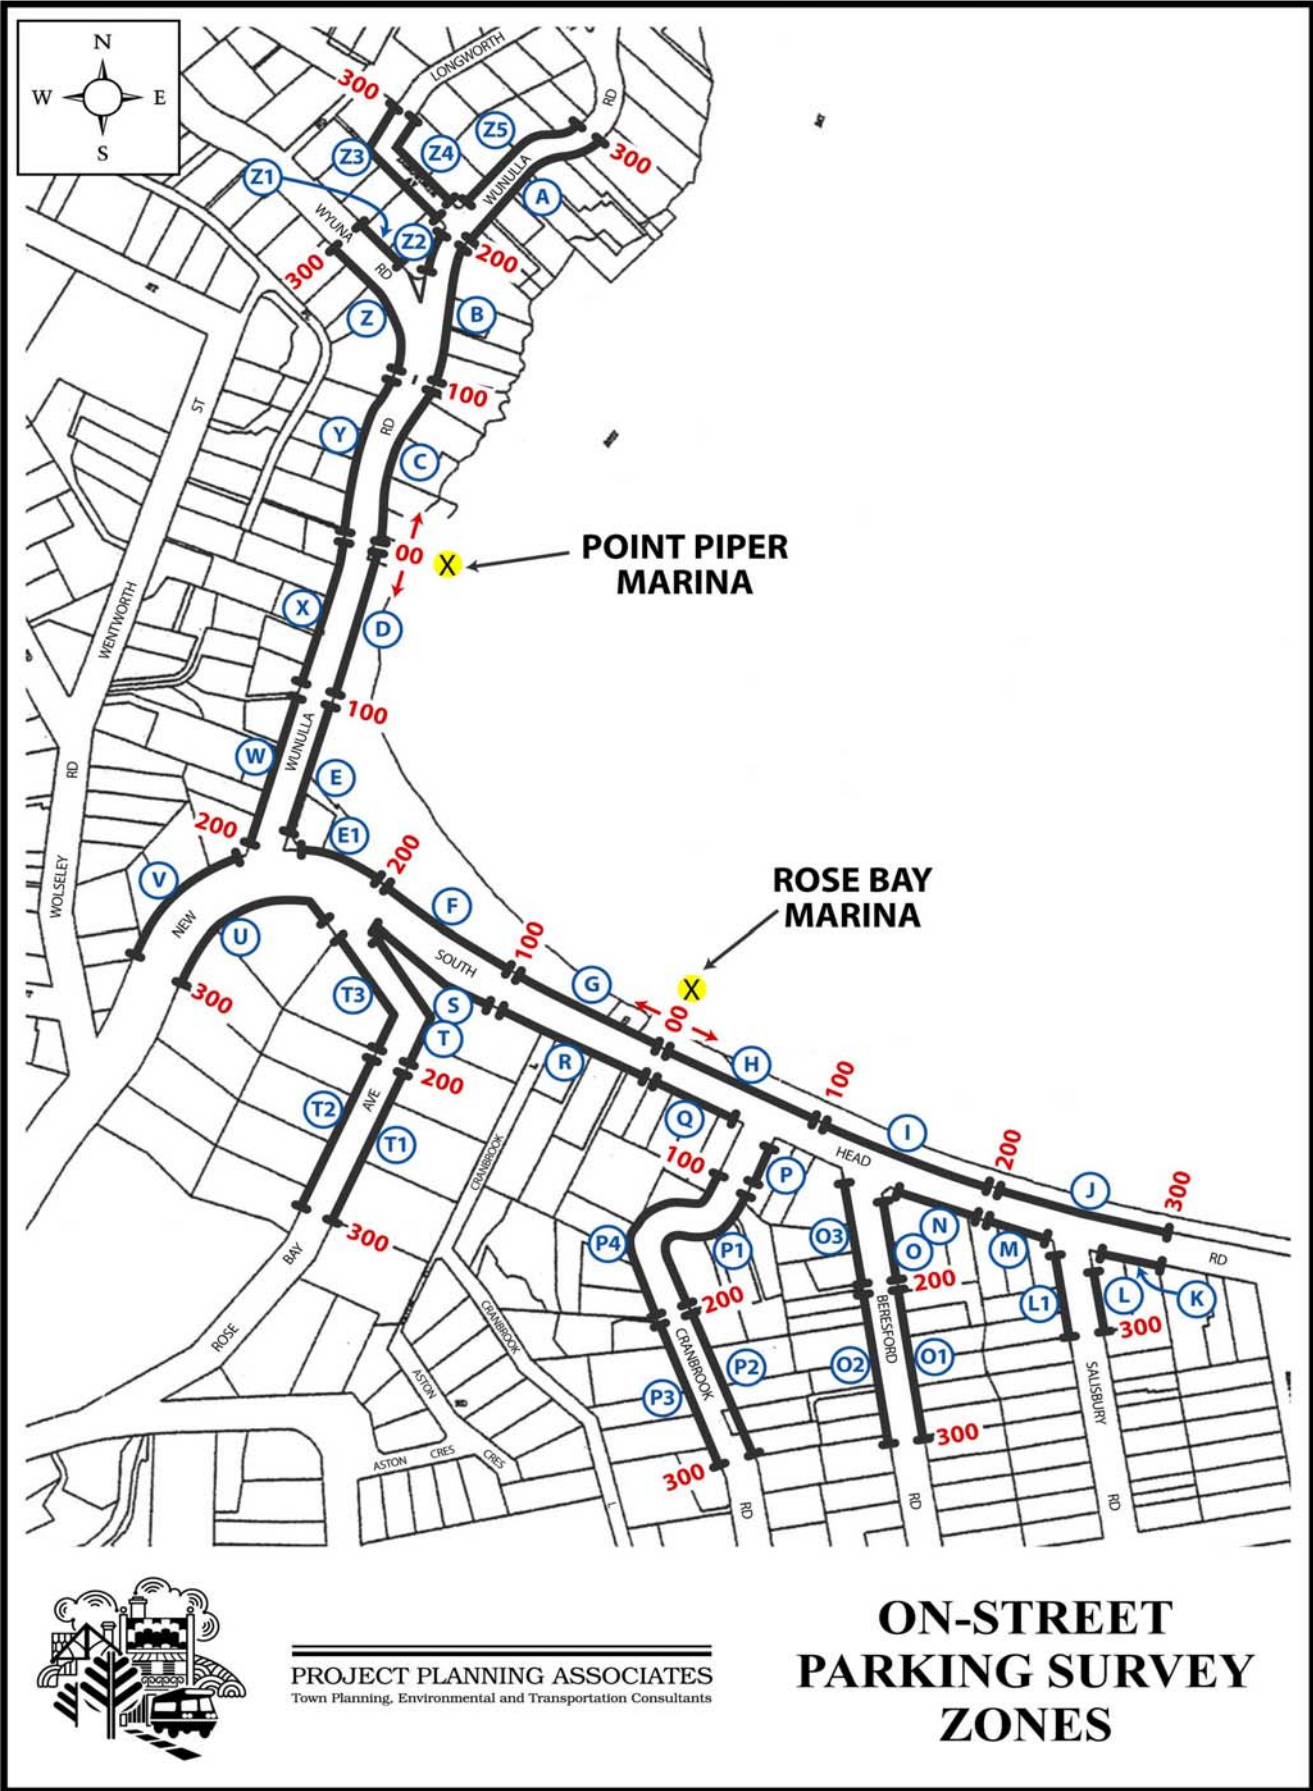 N
W E
S
LONGWORTH
300
RD
Z5
Z3
Z4
WUNULLA
300
Z1
A
WYUNA
Z2
200
300
RD
Z
B
100
ST
RD
Y
C
00
X
POINT PIPER
MARINA
WENTWORTH
X
D
100
WUNULLA
W
RD
E
200
E1
200
WOLSELEY
V
NEW
U
F
ROSE BAY
MARINA
SOUTH
100
G
X
300
T3
S
00
T
R
H
100
200
AVE
T2
Q
I
T1
CRANBROOK
100
HEAD
200
P
J
300
300
BAY
P4
P1
O3
N
O
M
RD
200
200
L1
L
K
300
ROSE
CRANBROOK
CRANBROOK
BERESFORD
ASTON
P2
O2
O1
P3
SALISBURY
300
ASTON CRES
CRES
300
L
RD
RD
RD
PROJECT PLANNING ASSOCIATES
Town Planning, Environmental and Transportation Consultants
ON-STREET
PARKING SURVEY
ZONES